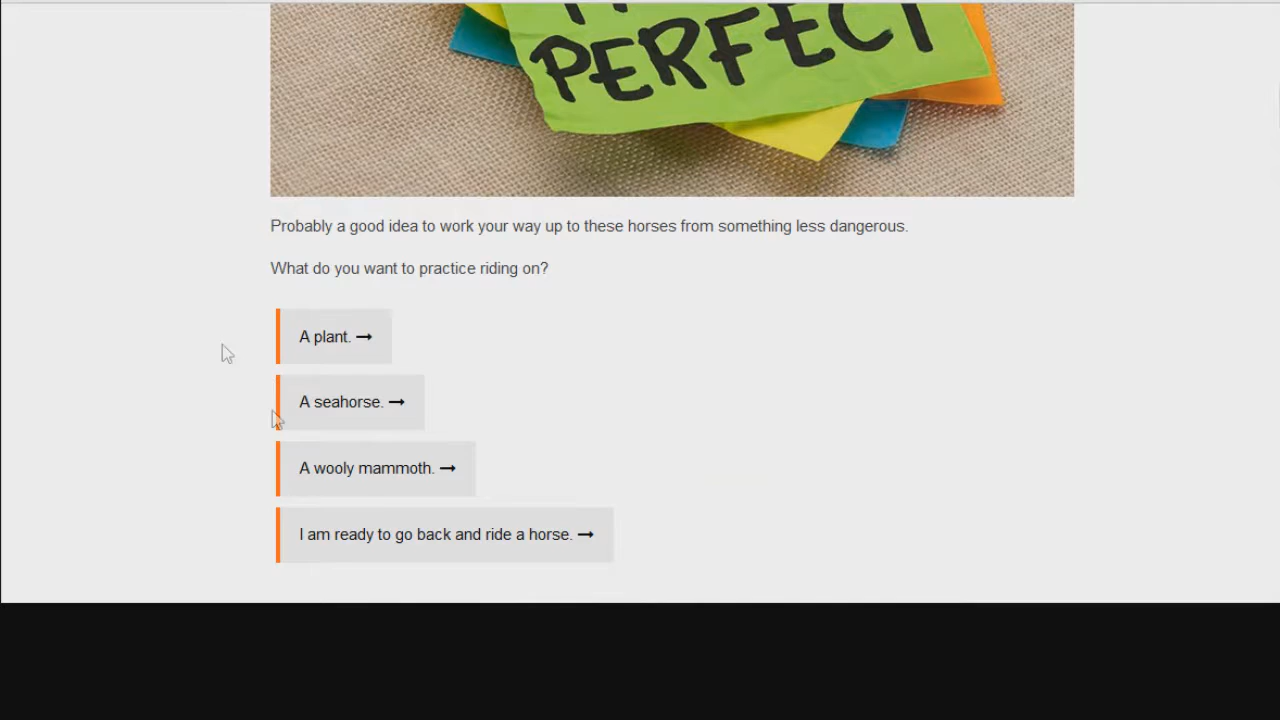 PERFECT
Probably a good idea to work your way up to these horses from something less dangerous.
What do you want to practice riding on?
A plant. →
A seahorse. →
A wooly mammoth. →
I am ready to go back and ride a horse. →